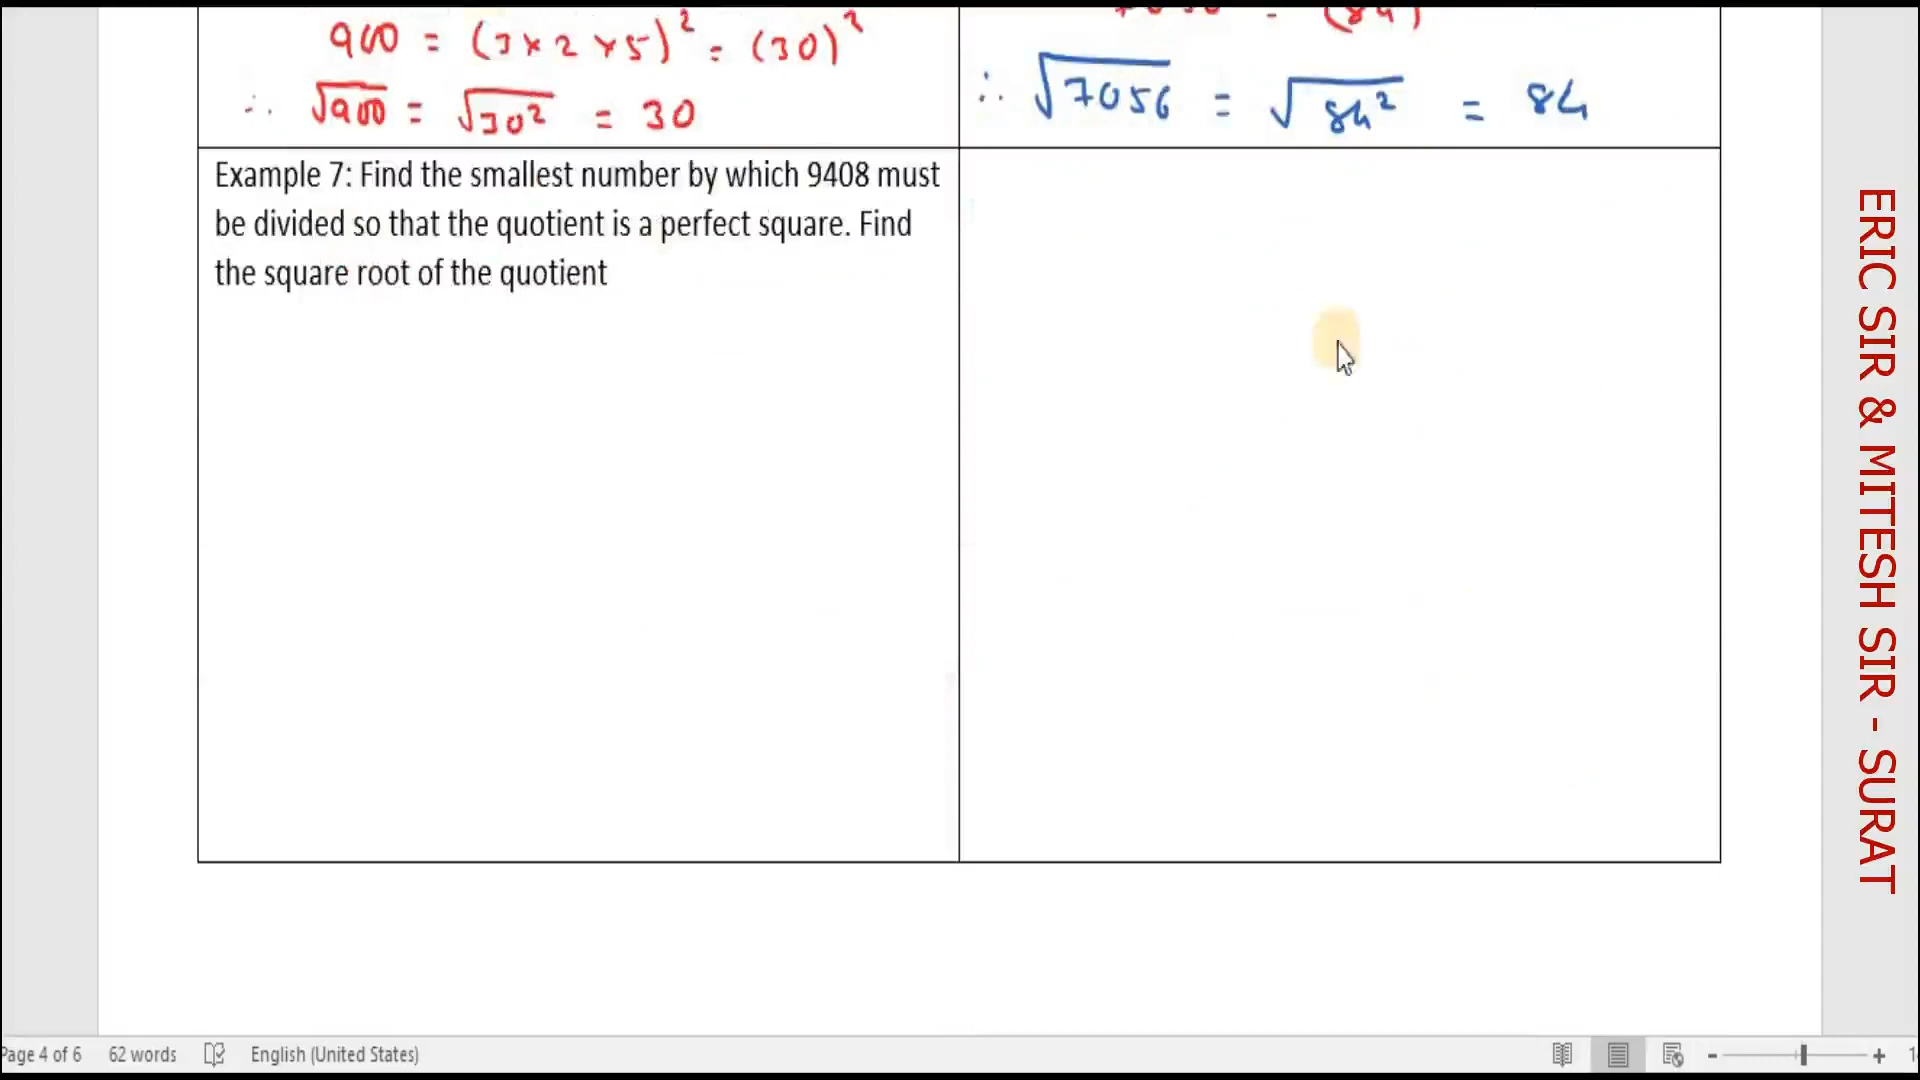 900 = (3 × 2 × 5)² = (30)²
∴ √900 = √30² = 30
= (84)
∴ √7056 = √84² = 84
Example 7: Find the smallest number by which 9408 must
be divided so that the quotient is a perfect square. Find
the square root of the quotient
ERIC SIR & MITESH SIR - SURAT
Page 4 of 6 62 words English (United States)